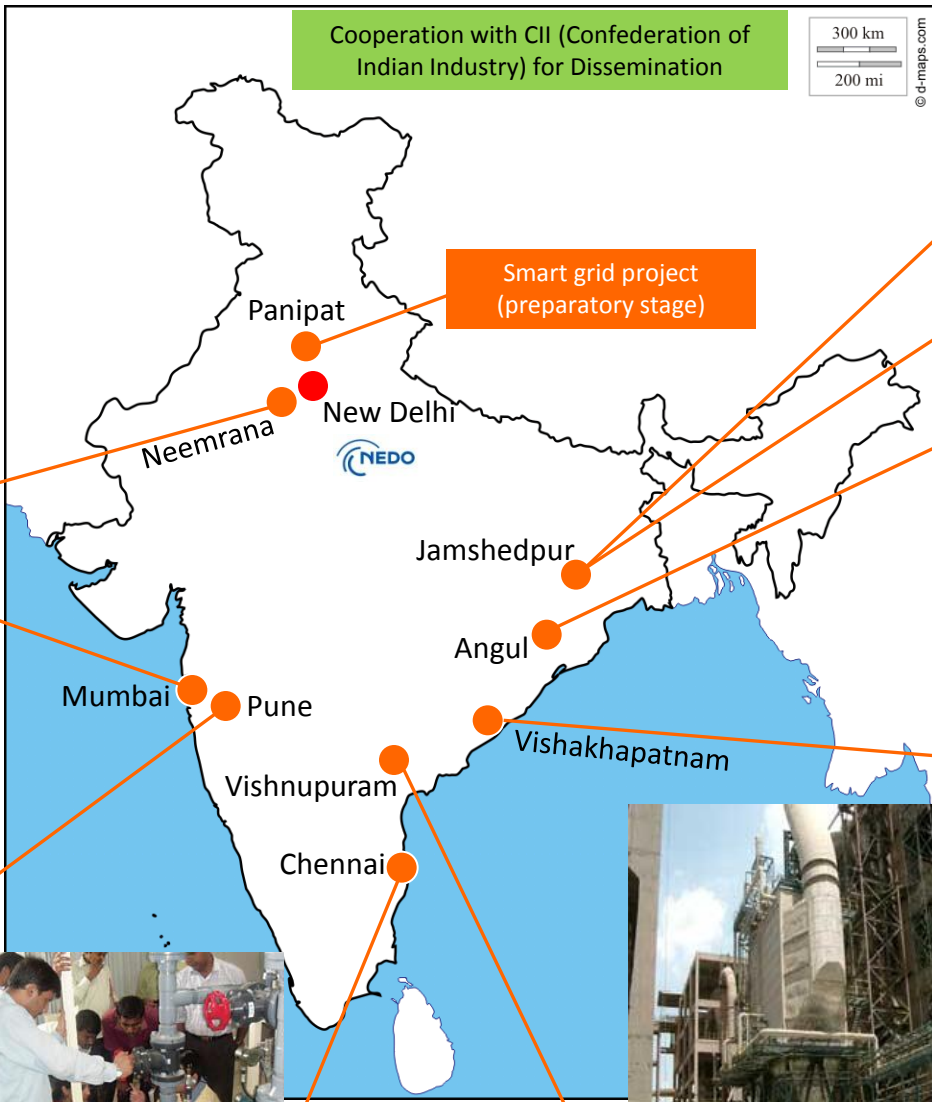 Cooperation with CII (Confederation of
Indian Industry) for Dissemination
300 km
200 mi
© d-maps.com
Smart grid project
(preparatory stage)
Panipat
New Delhi
Neemrana
NEDO
Jamshedpur
Angul
Mumbai
Pune
Vishakhapatnam
Vishnupuram
Chennai